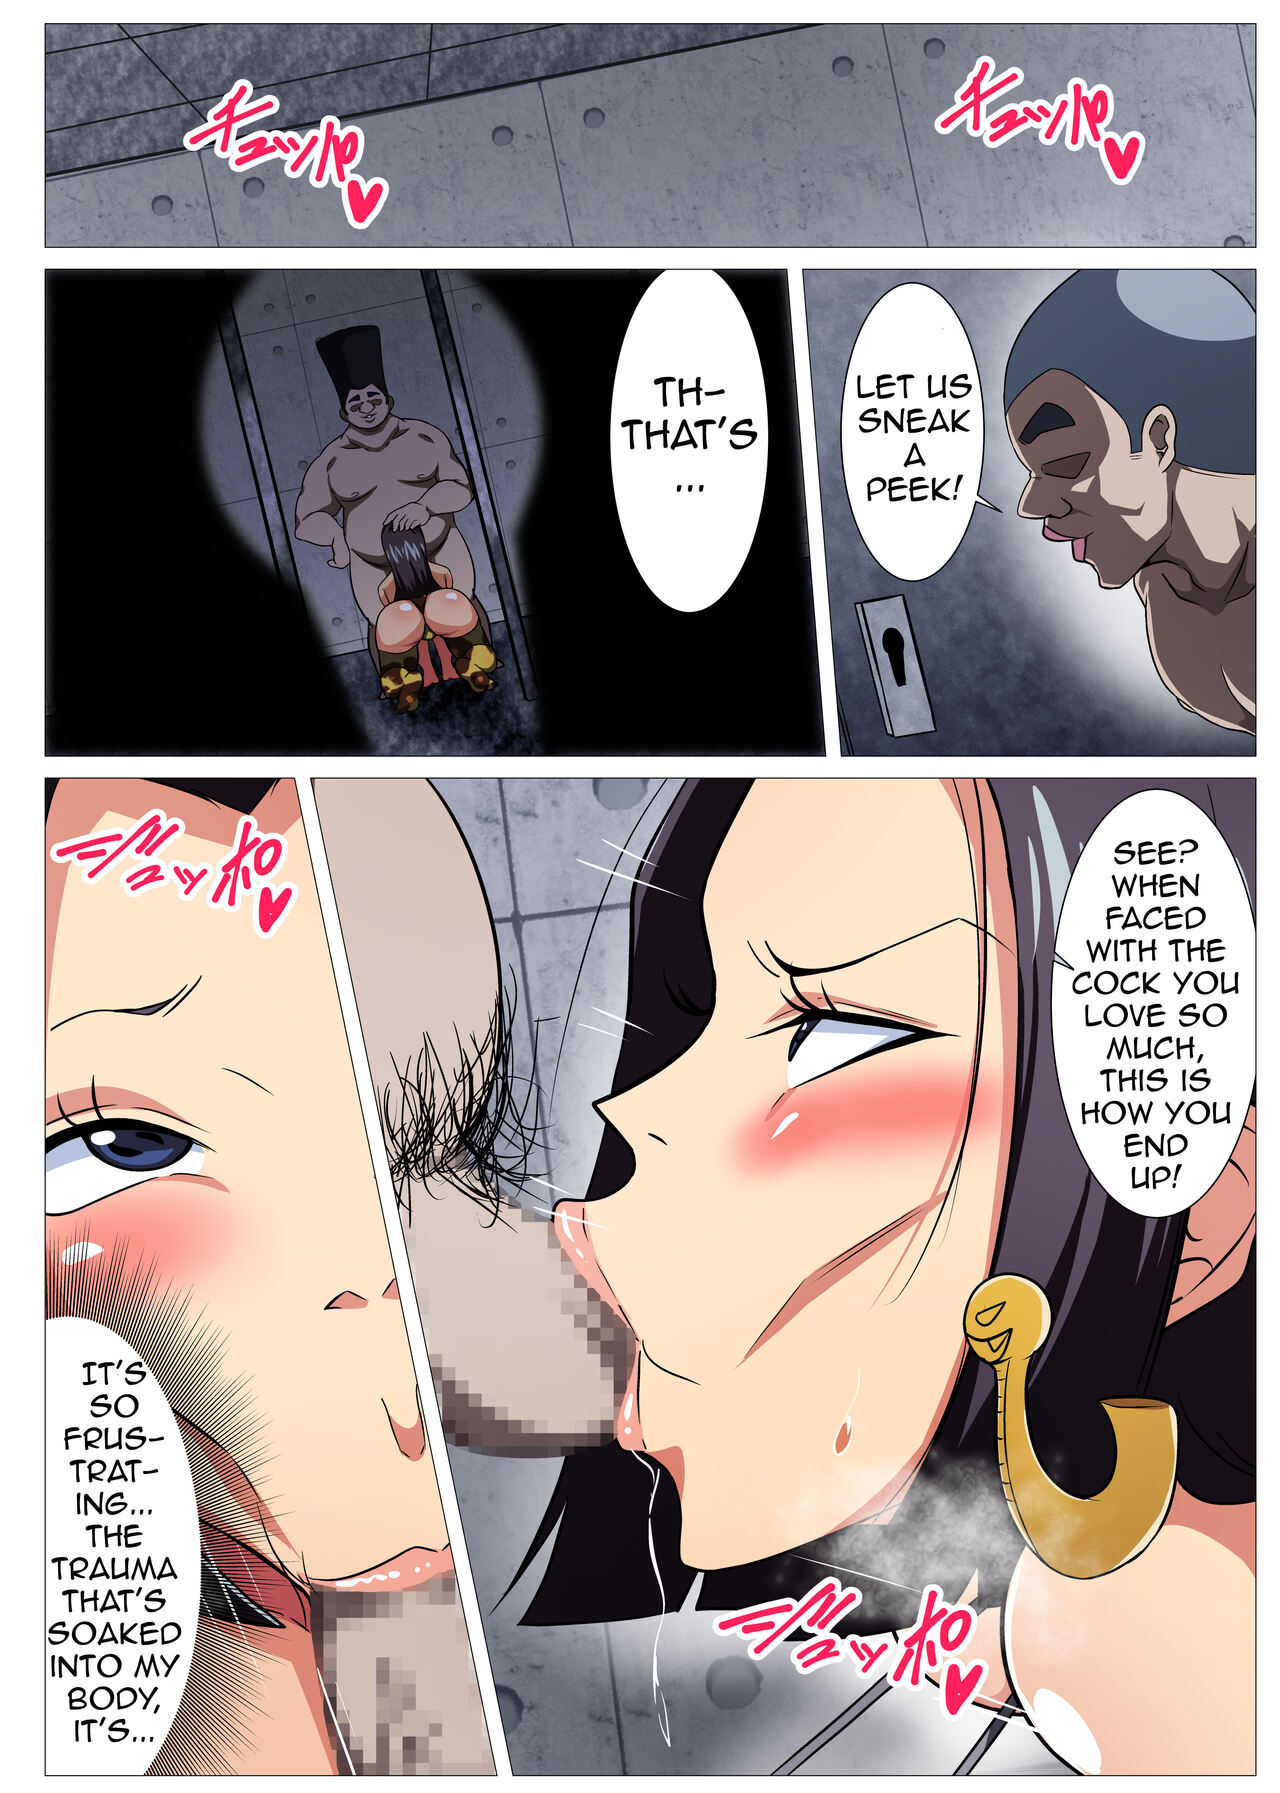 チュッパ♥
チュッパ♥
LET US
SNEAK
A
PEEK!
TH-
THAT'S
...
SEE?
WHEN
FACED
WITH THE
COCK YOU
LOVE SO
MUCH,
THIS IS
HOW YOU
END
UP!
ジュッポ♥
ジュッポ♥
IT'S
SO
FRUS-
TRAT-
ING...
THE
TRAUMA
THAT'S
SOAKED
INTO MY
BODY,
IT'S...